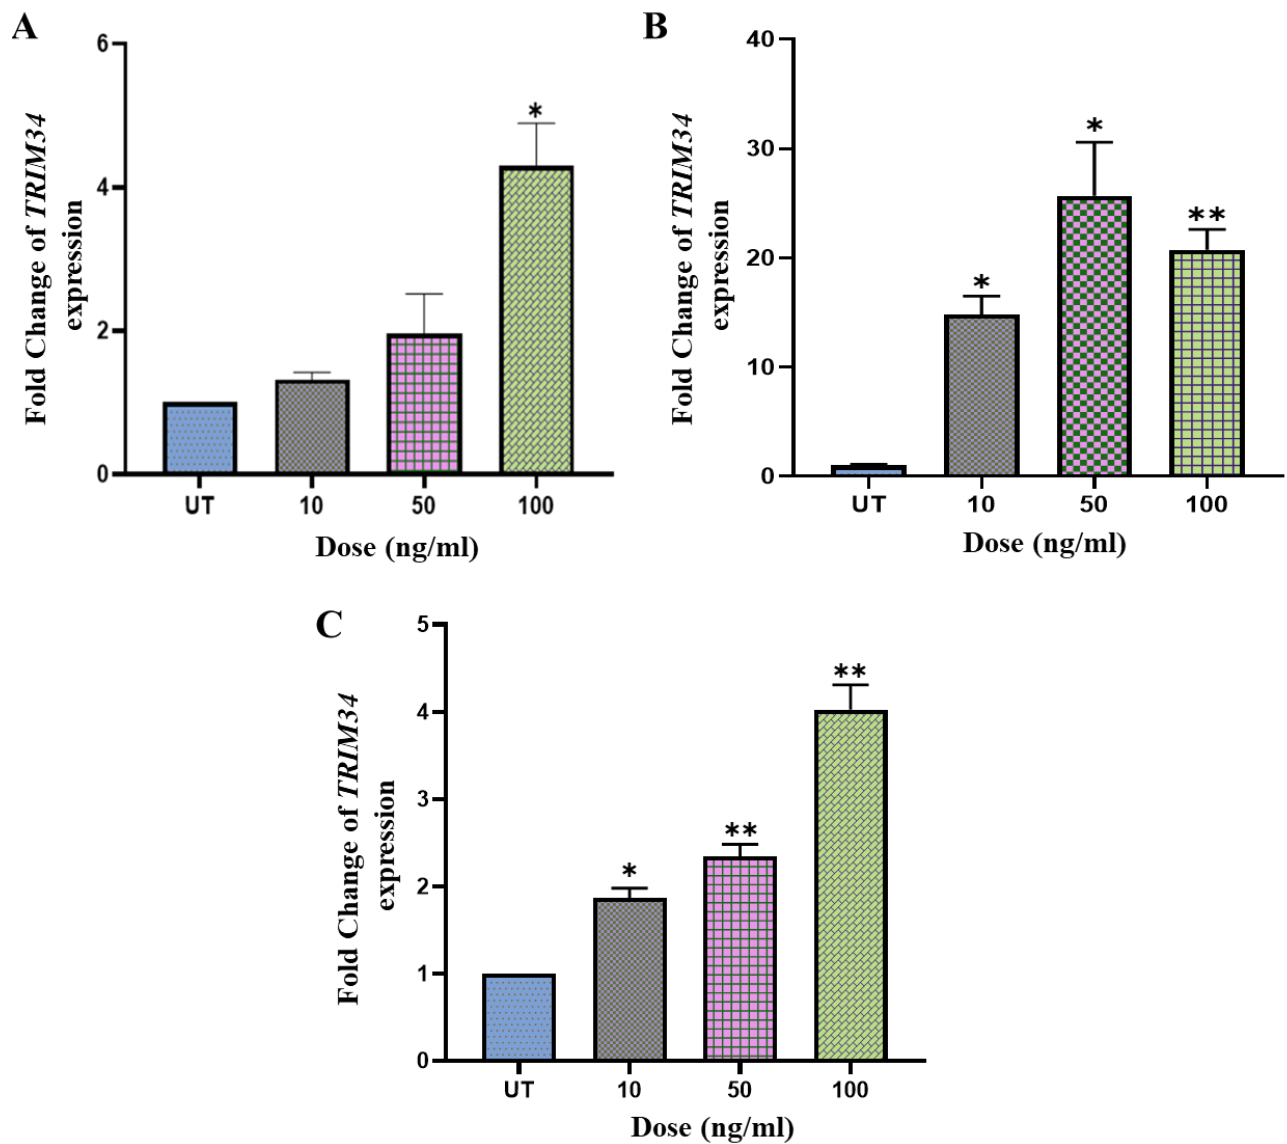 A
Fold Change of TRIM34
expression
6
4
2
0
*
UT 10 50 100
Dose (ng/ml)
B
Fold Change of TRIM34
expression
40
30
20
10
0
* * **
UT 10 50 100
Dose (ng/ml)
C
Fold Change of TRIM34
expression
5
4
3
2
1
0
* ** **
UT 10 50 100
Dose (ng/ml)